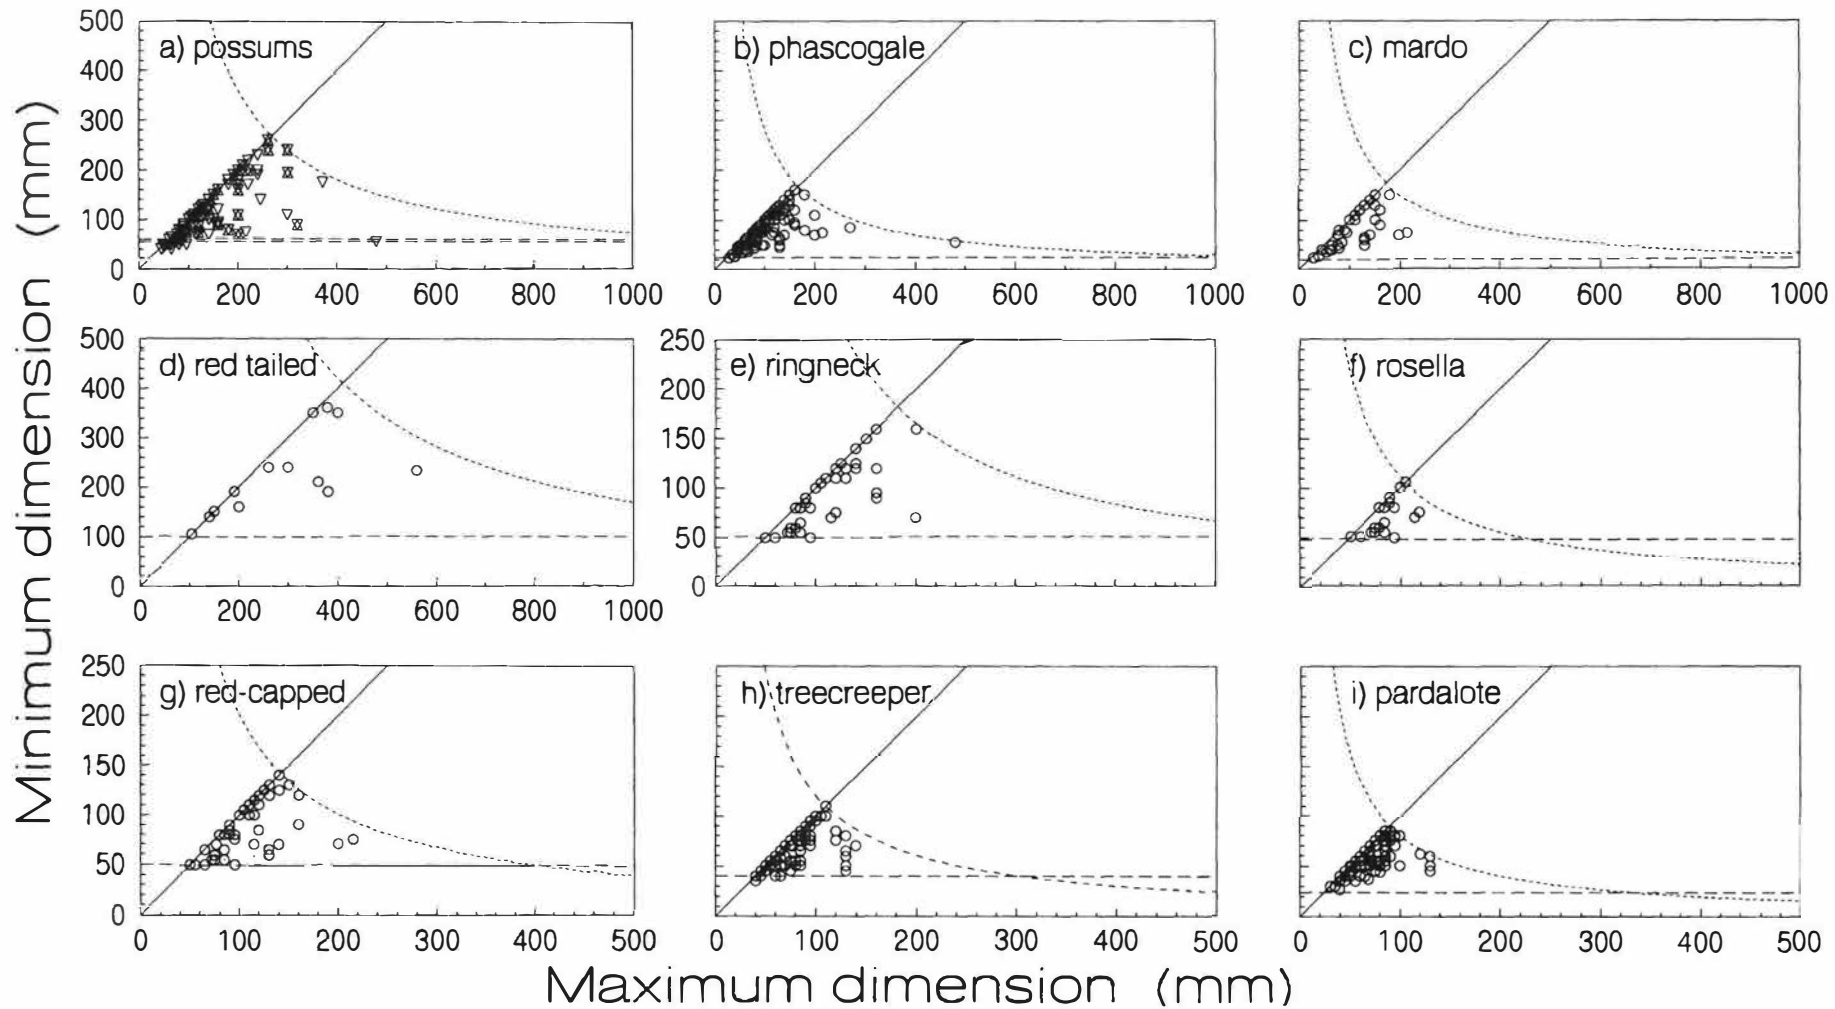 Minimum dimension (mm)
a) possums
500
400
300
200
100
0
0 200 400 600 800 1000
b) phascogale
0 200 400 600 800 1000
c) mardo
0 200 400 600 800 1000
d) red tailed
500
400
300
200
100
0
0 200 400 600 800 1000
e) ringneck
250
200
150
100
50
0
f) rosella
g) red-capped
250
200
150
100
50
0
0 100 200 300 400 500
h) treecreeper
0 100 200 300 400 500
i) pardalote
0 100 200 300 400 500
Maximum dimension (mm)